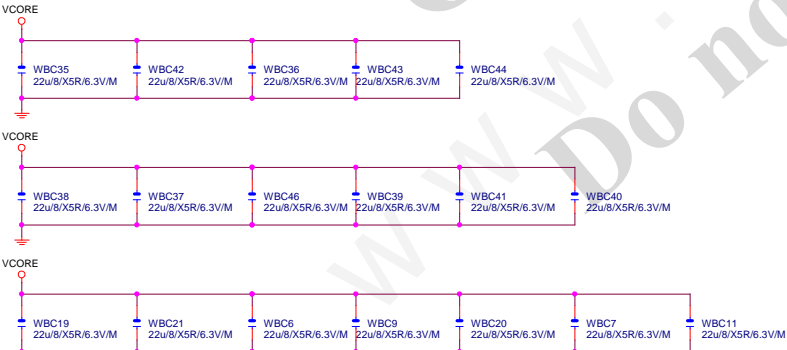 VCORE
WBC35 WBC42 WBC36 WBC43 WBC44
22u/8/X5R/6.3V/M 22u/8/X5R/6.3V/M 22u/8/X5R/6.3V/M 22u/8/X5R/6.3V/M 22u/8/X5R/6.3V/M
VCORE
WBC38 WBC37 WBC46 WBC39 WBC41 WBC40
22u/8/X5R/6.3V/M 22u/8/X5R/6.3V/M 22u/8/X5R/6.3V/M 22u/8/X5R/6.3V/M 22u/8/X5R/6.3V/M 22u/8/X5R/6.3V/M
VCORE
WBC19 WBC21 WBC6 WBC9 WBC20 WBC7 WBC11
22u/8/X5R/6.3V/M 22u/8/X5R/6.3V/M 22u/8/X5R/6.3V/M 22u/8/X5R/6.3V/M 22u/8/X5R/6.3V/M 22u/8/X5R/6.3V/M 22u/8/X5R/6.3V/M
Do no
w w w .